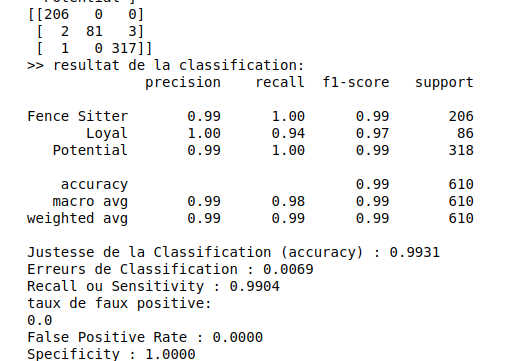 [[206 0 0]
[ 2 81 3]
[ 1 0 317]]
>> resultat de la classification:
precision recall f1-score support
Fence Sitter 0.99 1.00 0.99 206
Loyal 1.00 0.94 0.97 86
Potential 0.99 1.00 0.99 318
accuracy 0.99 610
macro avg 0.99 0.98 0.99 610
weighted avg 0.99 0.99 0.99 610
Justesse de la Classification (accuracy) : 0.9931
Erreurs de Classification : 0.0069
Recall ou Sensitivity : 0.9904
taux de faux positive:
0.0
False Positive Rate : 0.0000
Specificity : 1.0000